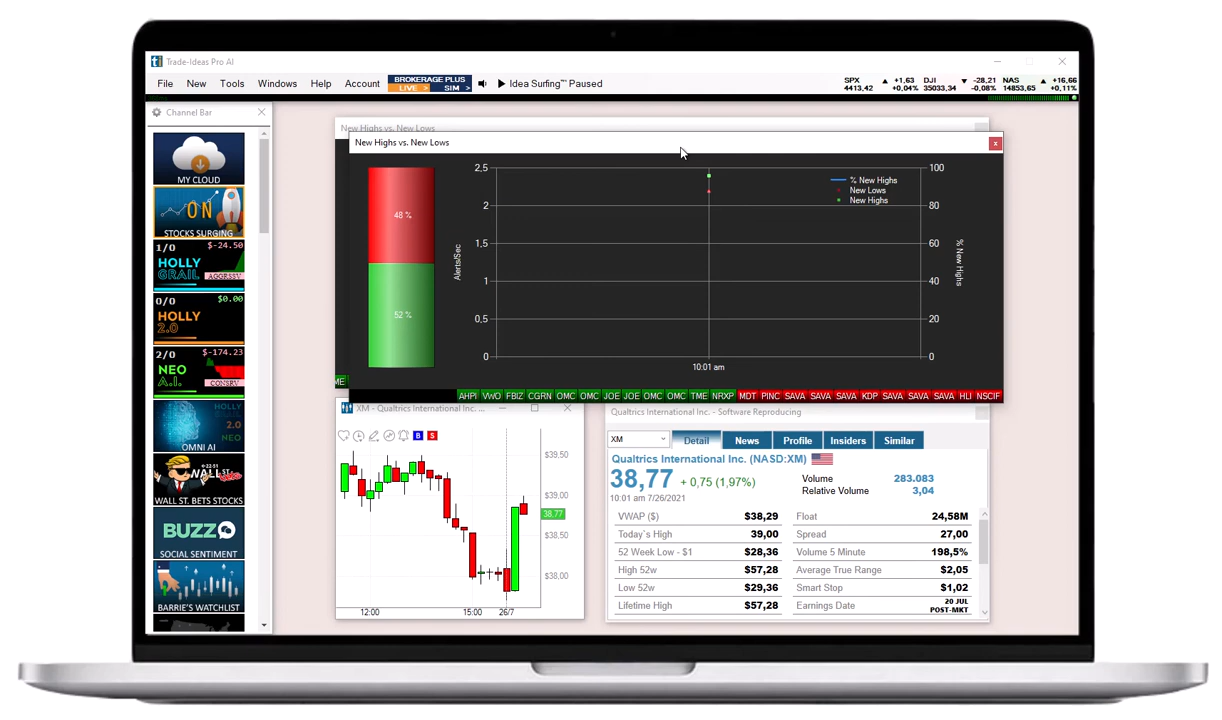 Trade-Ideas Pro AI
File New Tools Windows Help Account BROKERAGE PLUS LIVE > SIM > Idea Surfing™ Paused
SPX 4413,42 +1,63 +0,04% DJI 35033,34 -28,21 -0,08% NAS 14853,65 +16,66 +0,11%
Channel Bar
MY CLOUD
ON
STOCKS SURGING
1/0 $-24.50
HOLLY
GRAIL AGGRSSV
0/0 $0.00
HOLLY
2.0
2/0 $-174.23
NEO
A.I. CONSRV
HOLLY
2.0
NEO
OMNI AI
WALL ST.
WALL ST. BETS STOCKS
BUZZ
SOCIAL SENTIMENT
BARRIE'S WATCHLIST
New Highs vs. New Lows
New Highs vs. New Lows
x
48 %
52 %
Alerts/Sec
2,5
2
1,5
1
0,5
0
10:01 am
% New Highs
New Lows
New Highs
100
80
60
40
20
0
% New Highs
ME
AHPI VWO FBIZ CGRN OMC OMC JOE JOE OMC OMC TME NRXP MDT PINC SAVA SAVA SAVA KDP SAVA SAVA SAVA HLI NSCIF
XM - Qualtrics International Inc. ...
B S
$39.50
$39.00
38,77
$38.50
$38.00
12:00 15:00 26/7
Qualtrics International Inc. - Software Reproducing
XM Detail News Profile Insiders Similar
Qualtrics International Inc. (NASD:XM)
38,77 + 0,75 (1,97%)
10:01 am 7/26/2021
Volume 283.083
Relative Volume 3,04
VWAP ($) $38,29
Today`s High 39,00
52 Week Low - $1 $28,36
High 52w $57,28
Low 52w $29,36
Lifetime High $57,28
Float 24,58M
Spread 27,00
Volume 5 Minute 198,5%
Average True Range $2,05
Smart Stop $1,02
Earnings Date 20 JUL POST-MKT